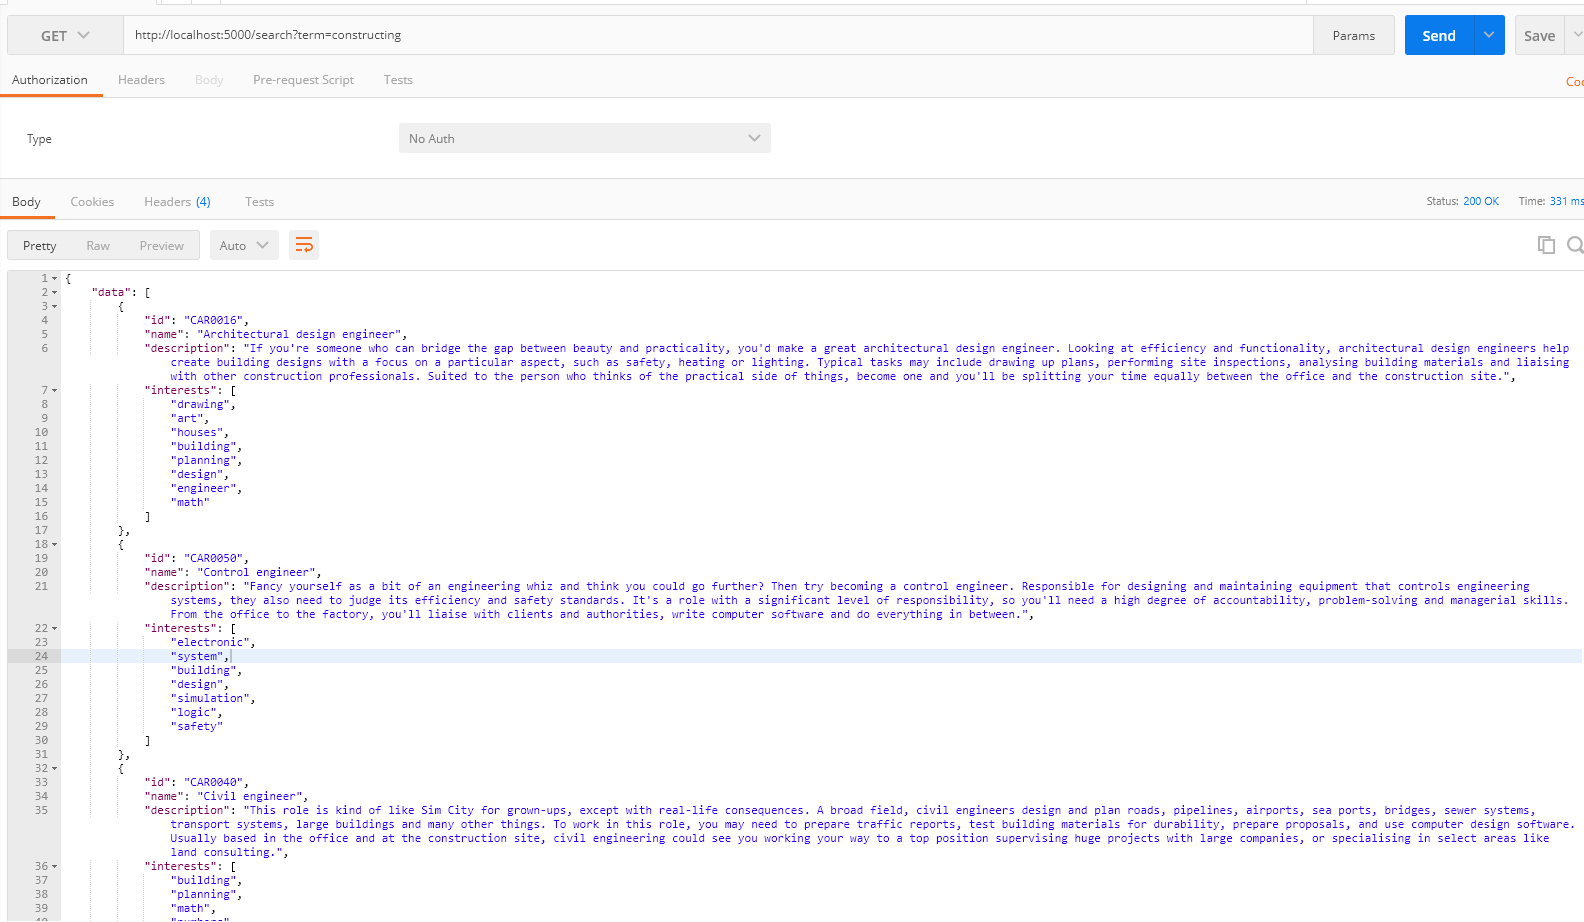 GET http://localhost:5000/search?term=constructing Params Send Save
Authorization Headers Body Pre-request Script Tests
Type No Auth
Body Cookies Headers (4) Tests Status: 200 OK Time: 331 ms
Pretty Raw Preview Auto
1 {
2 "data": [
3 {
4 "id": "CAR0016",
5 "name": "Architectural design engineer",
6 "description": "If you're someone who can bridge the gap between beauty and practicality, you'd make a great architectural design engineer. Looking at efficiency and functionality, architectural design engineers help
create building designs with a focus on a particular aspect, such as safety, heating or lighting. Typical tasks may include drawing up plans, performing site inspections, analysing building materials and liaising
with other construction professionals. Suited to the person who thinks of the practical side of things, become one and you'll be splitting your time equally between the office and the construction site.",
7 "interests": [
8 "drawing",
9 "art",
10 "houses",
11 "building",
12 "planning",
13 "design",
14 "engineer",
15 "math"
16 ]
17 },
18 {
19 "id": "CAR0050",
20 "name": "Control engineer",
21 "description": "Fancy yourself as a bit of an engineering whiz and think you could go further? Then try becoming a control engineer. Responsible for designing and maintaining equipment that controls engineering
systems, they also need to judge its efficiency and safety standards. It's a role with a significant level of responsibility, so you'll need a high degree of accountability, problem-solving and managerial skills.
From the office to the factory, you'll liaise with clients and authorities, write computer software and do everything in between.",
22 "interests": [
23 "electronic",
24 "system",
25 "building",
26 "design",
27 "simulation",
28 "logic",
29 "safety"
30 ]
31 },
32 {
33 "id": "CAR0040",
34 "name": "Civil engineer",
35 "description": "This role is kind of like Sim City for grown-ups, except with real-life consequences. A broad field, civil engineers design and plan roads, pipelines, airports, sea ports, bridges, sewer systems,
transport systems, large buildings and many other things. To work in this role, you may need to prepare traffic reports, test building materials for durability, prepare proposals, and use computer design software.
Usually based in the office and at the construction site, civil engineering could see you working your way to a top position supervising huge projects with large companies, or specialising in select areas like
land consulting.",
36 "interests": [
37 "building",
38 "planning",
39 "math",